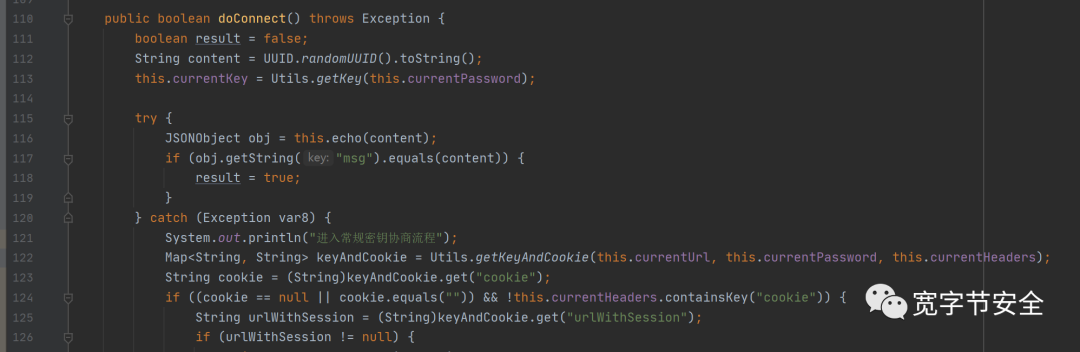 110 public boolean doConnect() throws Exception {
111 boolean result = false;
112 String content = UUID.randomUUID().toString();
113 this.currentKey = Utils.getKey(this.currentPassword);
114
115 try {
116 JSONObject obj = this.echo(content);
117 if (obj.getString( key: "msg").equals(content)) {
118 result = true;
119 }
120 } catch (Exception var8) {
121 System.out.println("进入常规密钥协商流程");
122 Map<String, String> keyAndCookie = Utils.getKeyAndCookie(this.currentUrl, this.currentPassword, this.currentHeaders);
123 String cookie = (String)keyAndCookie.get("cookie");
124 if ((cookie == null || cookie.equals("")) && !this.currentHeaders.containsKey("cookie")) {
125 String urlWithSession = (String)keyAndCookie.get("urlWithSession");
126 if (urlWithSession != null) {
宽字节安全